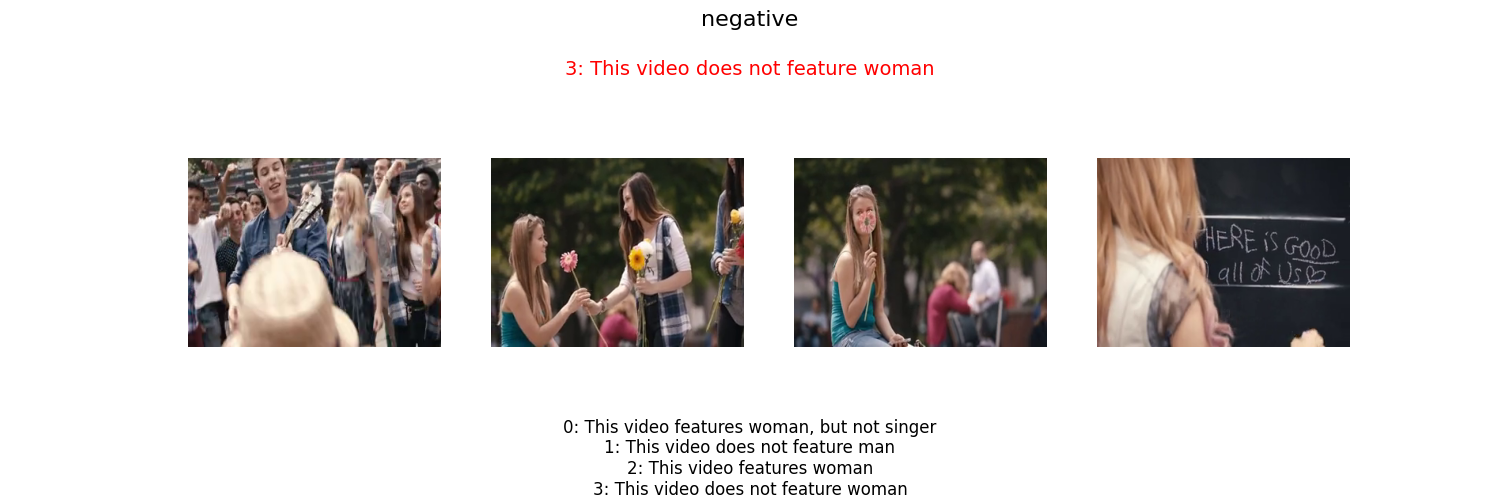 negative
3: This video does not feature woman
HERE iS GOOD
all of Us
0: This video features woman, but not singer
1: This video does not feature man
2: This video features woman
3: This video does not feature woman